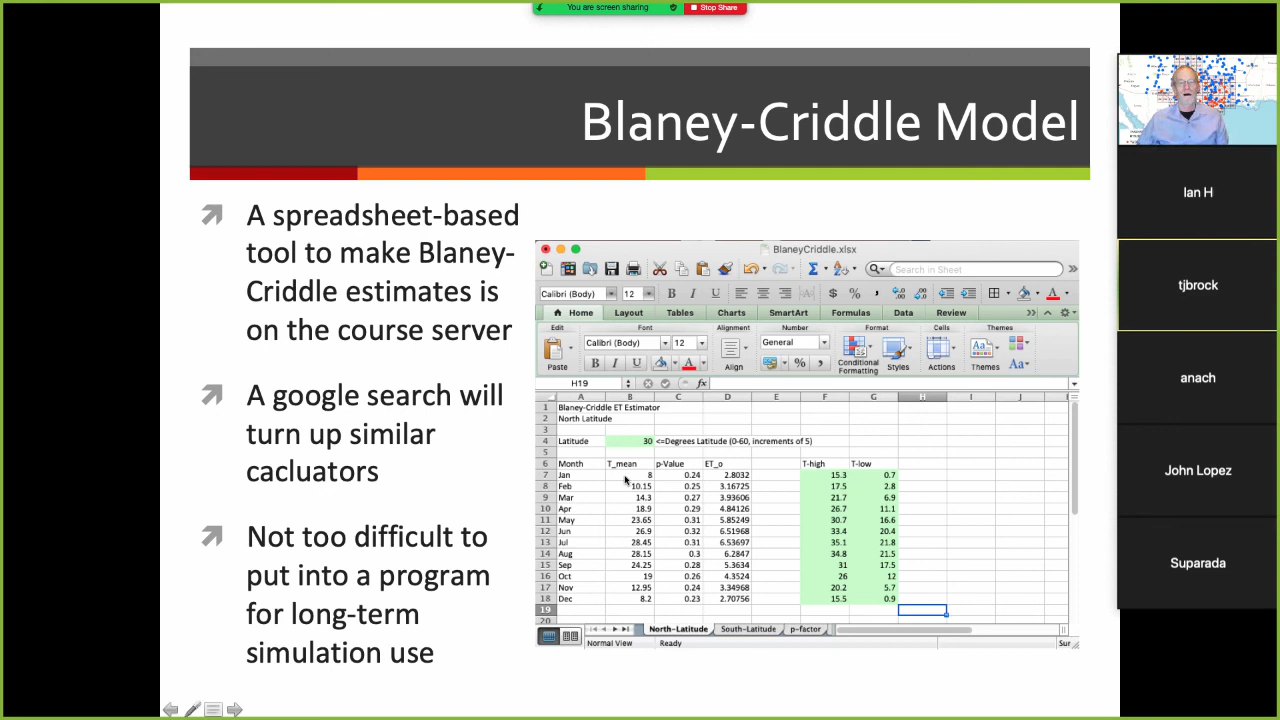 You are screen sharing Stop Share
Blaney-Criddle Model
A spreadsheet-based
tool to make Blaney-
Criddle estimates is
on the course server
A google search will
turn up similar
cacluators
Not too difficult to
put into a program
for long-term
simulation use
BlaneyCriddle.xlsx
Search in Sheet
Calibri (Body) 12 B I U $ %
Home Layout Tables Charts SmartArt Formulas Data Review
Edit Font Alignment Number Format Cells Themes
Calibri (Body) 12 General
Paste B I U A Align % Conditional Formatting Styles Actions Themes Aa
H19 fx
A B C D E F G H I J
1 Blaney-Criddle ET Estimator
2 North Latitude
3
4 Latitude 30 <=Degrees Latitude (0-60, increments of 5)
5
6 Month T_mean p-Value ET_o T-high T-low
7 Jan 8 0.24 2.8032 15.3 0.7
8 Feb 10.15 0.25 3.16725 17.5 2.8
9 Mar 14.3 0.27 3.93606 21.7 6.9
10 Apr 18.9 0.29 4.84126 26.7 11.1
11 May 23.65 0.31 5.85249 30.7 16.6
12 Jun 26.9 0.32 6.51968 33.4 20.4
13 Jul 28.45 0.31 6.53697 35.1 21.8
14 Aug 28.15 0.3 6.2847 34.8 21.5
15 Sep 24.25 0.28 5.3634 31 17.5
16 Oct 19 0.26 4.3524 26 12
17 Nov 12.95 0.24 3.34968 20.2 5.7
18 Dec 8.2 0.23 2.70756 15.5 0.9
19
20
North-Latitude South-Latitude p-factor
Normal View Ready
Ian H
tjbrock
anach
John Lopez
Suparada